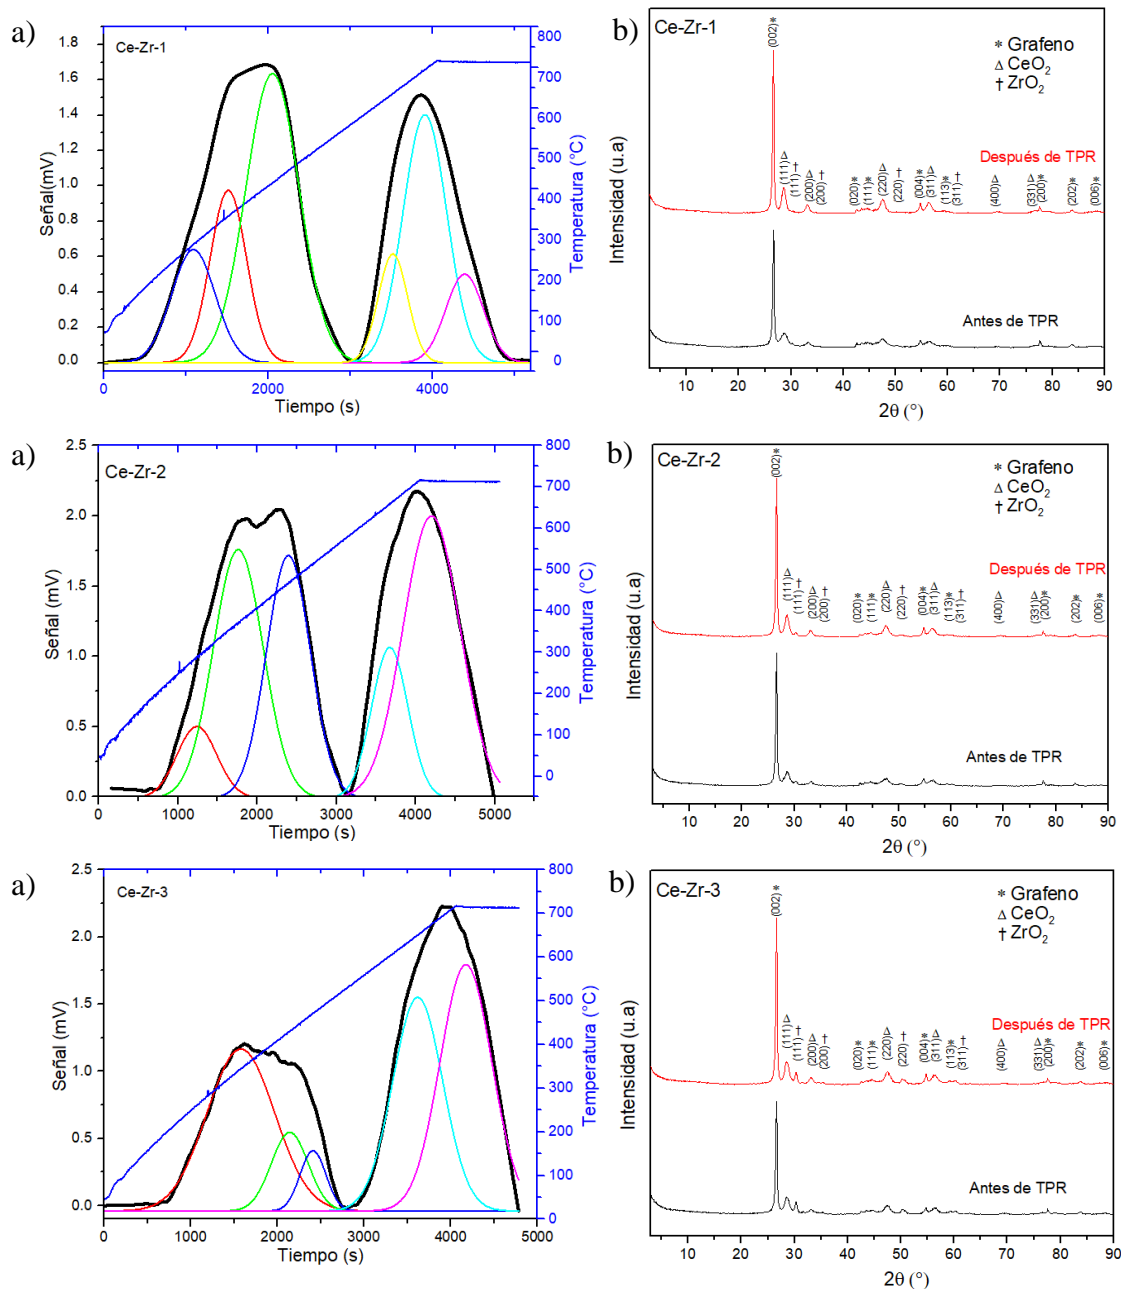 a)
Ce-Zr-1
1.8
1.6
1.4
1.2
1.0
0.8
0.6
0.4
0.2
0.0
Señal(mV)
800
700
600
500
400
300
200
100
0
Temperatura (°C)
0 2000 4000
Tiempo (s)
b)
Ce-Zr-1
(002)*
* Grafeno
Δ CeO₂
† ZrO₂
Después de TPR
(111)Δ
(111)†
(200)Δ
(200)†
(020)*
(111)*
(220)Δ
(220)†
(004)*
(311)Δ
(113)*
(311)†
(400)Δ
(331)Δ
(200)*
(202)*
(006)*
Antes de TPR
Intensidad (u.a)
10 20 30 40 50 60 70 80 90
2θ (°)
a)
Ce-Zr-2
2.5
2.0
1.5
1.0
0.5
0.0
Señal (mV)
800
700
600
500
400
300
200
100
0
Temperatura (°C)
0 1000 2000 3000 4000 5000
Tiempo (s)
b)
Ce-Zr-2
(002)*
* Grafeno
Δ CeO₂
† ZrO₂
Después de TPR
(111)Δ
(111)†
(200)Δ
(200)†
(020)*
(111)*
(220)Δ
(220)†
(004)*
(311)Δ
(113)*
(311)†
(400)Δ
(331)Δ
(200)*
(202)*
(006)*
Antes de TPR
Intensidad (u.a)
10 20 30 40 50 60 70 80 90
2θ (°)
a)
Ce-Zr-3
2.5
2.0
1.5
1.0
0.5
0.0
Señal (mV)
800
700
600
500
400
300
200
100
0
Temperatura (°C)
0 1000 2000 3000 4000 5000
Tiempo (s)
b)
Ce-Zr-3
(002)*
* Grafeno
Δ CeO₂
† ZrO₂
Después de TPR
(111)Δ
(111)†
(200)Δ
(200)†
(020)*
(111)*
(220)Δ
(220)†
(004)*
(311)Δ
(113)*
(311)†
(400)Δ
(331)Δ
(200)*
(202)*
(006)*
Antes de TPR
Intensidad (u.a)
10 20 30 40 50 60 70 80 90
2θ (°)